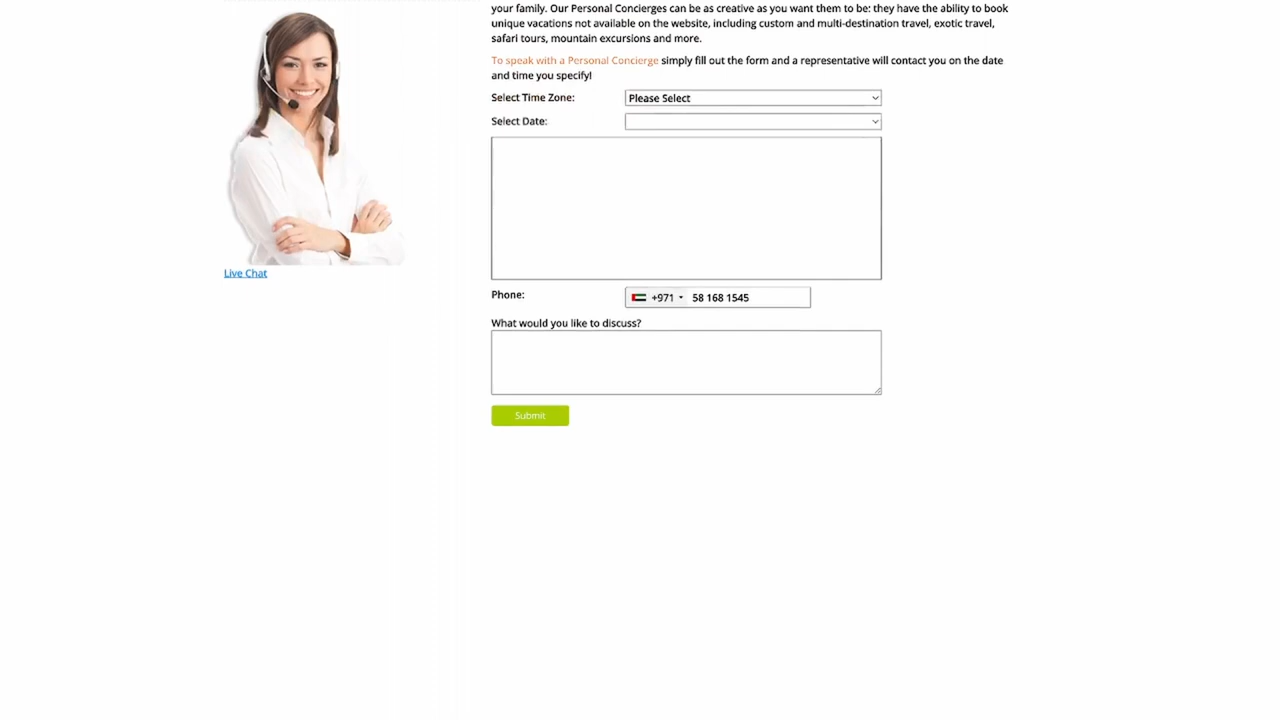 your family. Our Personal Concierges can be as creative as you want them to be: they have the ability to book
unique vacations not available on the website, including custom and multi-destination travel, exotic travel,
safari tours, mountain excursions and more.
To speak with a Personal Concierge simply fill out the form and a representative will contact you on the date
and time you specify!
Select Time Zone: Please Select
Select Date:
Live Chat
Phone: +971 58 168 1545
What would you like to discuss?
Submit